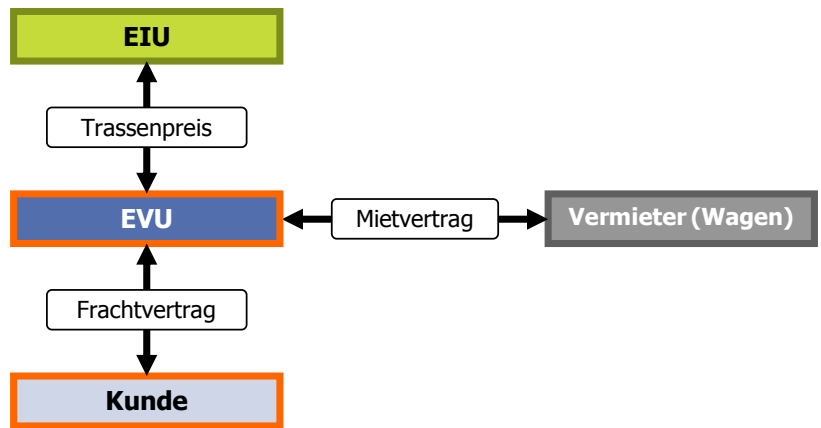 EIU
Trassenpreis
EVU
Mietvertrag
Vermieter (Wagen)
Frachtvertrag
Kunde